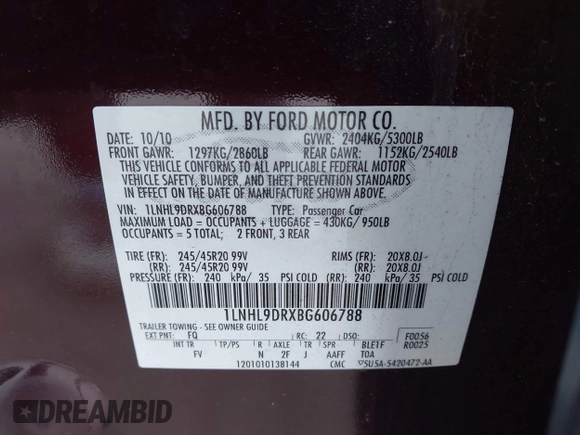 MFD. BY FORD MOTOR CO.
DATE: 10/10 GVWR: 2404KG/5300LB
FRONT GAWR: 1297KG/2860LB REAR GAWR: 1152KG/2540LB
THIS VEHICLE CONFORMS TO ALL APPLICABLE FEDERAL MOTOR
VEHICLE SAFETY, BUMPER, AND THEFT PREVENTION STANDARDS
IN EFFECT ON THE DATE OF MANUFACTURE SHOWN ABOVE.
VIN: 1LNHL9DRXBG606788 TYPE: Passenger Car
MAXIMUM LOAD = OCCUPANTS + LUGGAGE = 430KG/ 950LB
OCCUPANTS = 5 TOTAL; 2 FRONT, 3 REAR
TIRE (FR): 245/45R20 99V RIMS (FR): 20X8.0J
(RR): 245/45R20 99V (RR): 20X8.0J
PRESSURE (FR): 240 kPa/ 35 PSI COLD (RR): 240 kPa/ 35 PSI COLD
1LNHL9DRXBG606788
TRAILER TOWING - SEE OWNER GUIDE
EXT PNT: FQ RC: 22 DSO: F0056
INT TR TP/PS R AXLE TR SPR BLE1F R0025
FV N 2F J AAFF TOA
1201010138144 CMC 5U5A-5420472-AA
DREAMBID